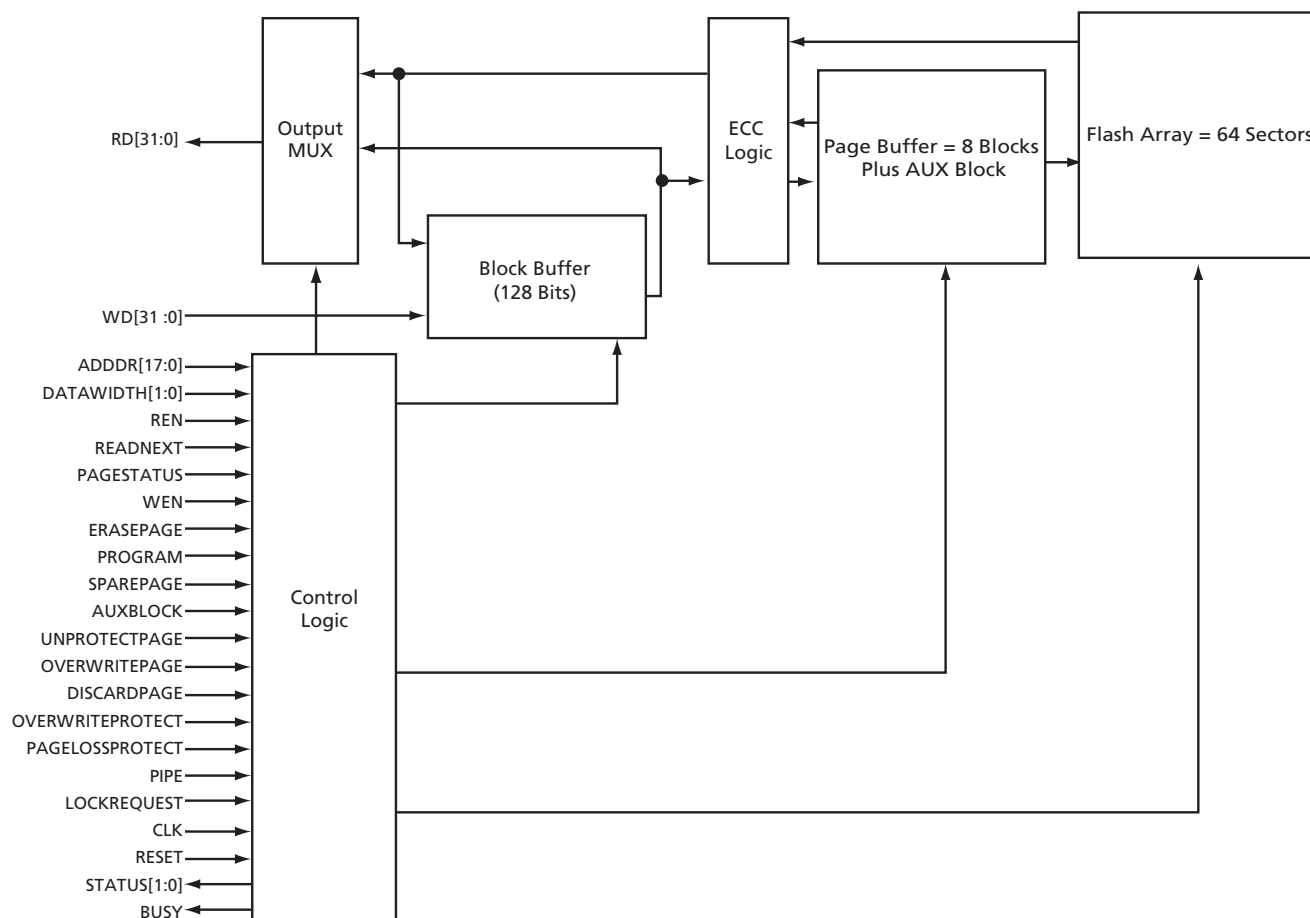 RD[31:0]
Output
MUX
ECC
Logic
Page Buffer = 8 Blocks
Plus AUX Block
Flash Array = 64 Sectors
Block Buffer
(128 Bits)
WD[31 :0]
ADDDR[17:0]
DATAWIDTH[1:0]
REN
READNEXT
PAGESTATUS
WEN
ERASEPAGE
PROGRAM
SPAREPAGE
AUXBLOCK
UNPROTECTPAGE
OVERWRITEPAGE
DISCARDPAGE
OVERWRITEPROTECT
PAGELOSSPROTECT
PIPE
LOCKREQUEST
CLK
RESET
STATUS[1:0]
BUSY
Control
Logic